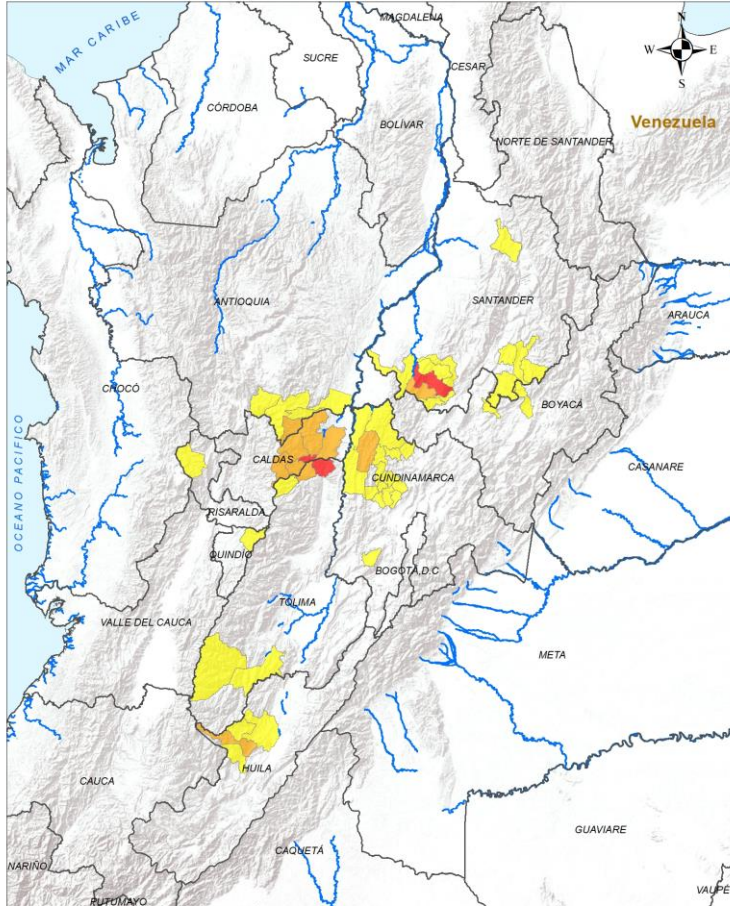 MAGDALENA
N
MAR CARIBE
SUCRE
W
E
CESAR
S
CÓRDOBA
BOLÍVAR
Venezuela
NORTE DE SANTANDER
ANTIOQUIA
SANTANDER
ARAUCA
CHOCÓ
BOYACÁ
OCEANO PACIFICO
CALDAS
CASANARE
CUNDINAMARCA
RISARALDA
QUINDÍO
BOGOTÁ, D.C
TOLIMA
VALLE DEL CAUCA
META
HUILA
CAUCA
GUAVIARE
CAQUETÁ
NARIÑO
VAUPÉ
PUTUMAYO